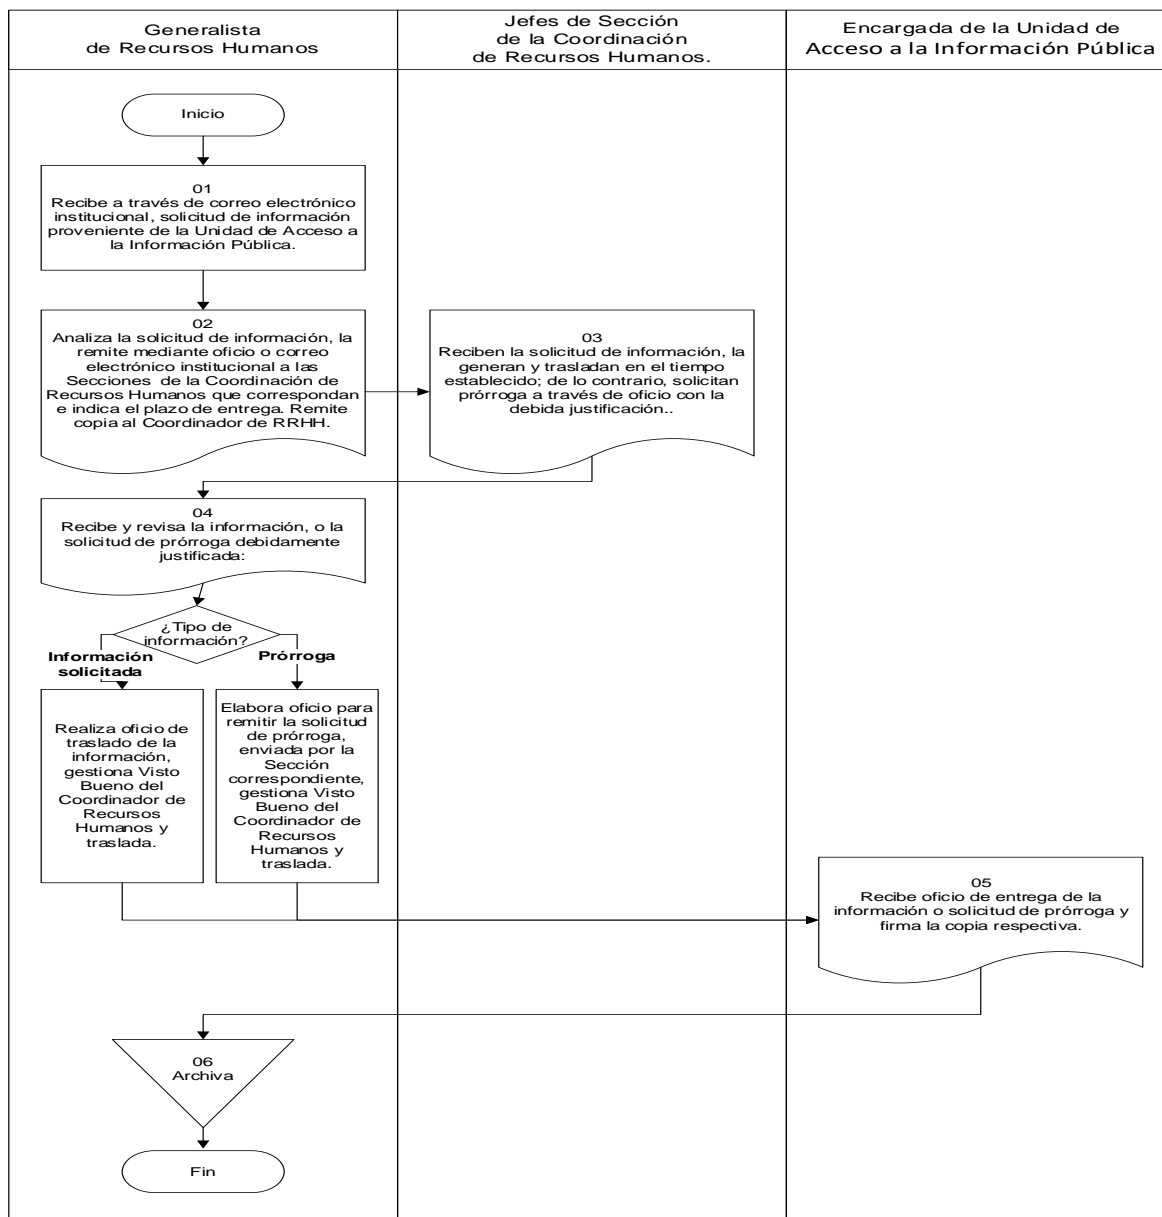 Generalista
de Recursos Humanos
Jefes de Sección
de la Coordinación
de Recursos Humanos.
Encargada de la Unidad de
Acceso a la Información Pública
Inicio
01
Recibe a través de correo electrónico
institucional, solicitud de información
proveniente de la Unidad de Acceso a
la Información Pública.
02
Analiza la solicitud de información, la
remite mediante oficio o correo
electrónico institucional a las
Secciones de la Coordinación de
Recursos Humanos que correspondan
e indica el plazo de entrega. Remite
copia al Coordinador de RRHH.
03
Reciben la solicitud de información, la
generan y trasladan en el tiempo
establecido; de lo contrario, solicitan
prórroga a través de oficio con la
debida justificación..
04
Recibe y revisa la información, o la
solicitud de prórroga debidamente
justificada:
¿Tipo de
información?
Información
solicitada
Prórroga
Realiza oficio de
traslado de la
información,
gestiona Visto
Bueno del
Coordinador de
Recursos
Humanos y
traslada.
Elabora oficio para
remitir la solicitud
de prórroga,
enviada por la
Sección
correspondiente,
gestiona Visto
Bueno del
Coordinador de
Recursos
Humanos y
traslada.
05
Recibe oficio de entrega de la
información o solicitud de prórroga y
firma la copia respectiva.
06
Archiva
Fin